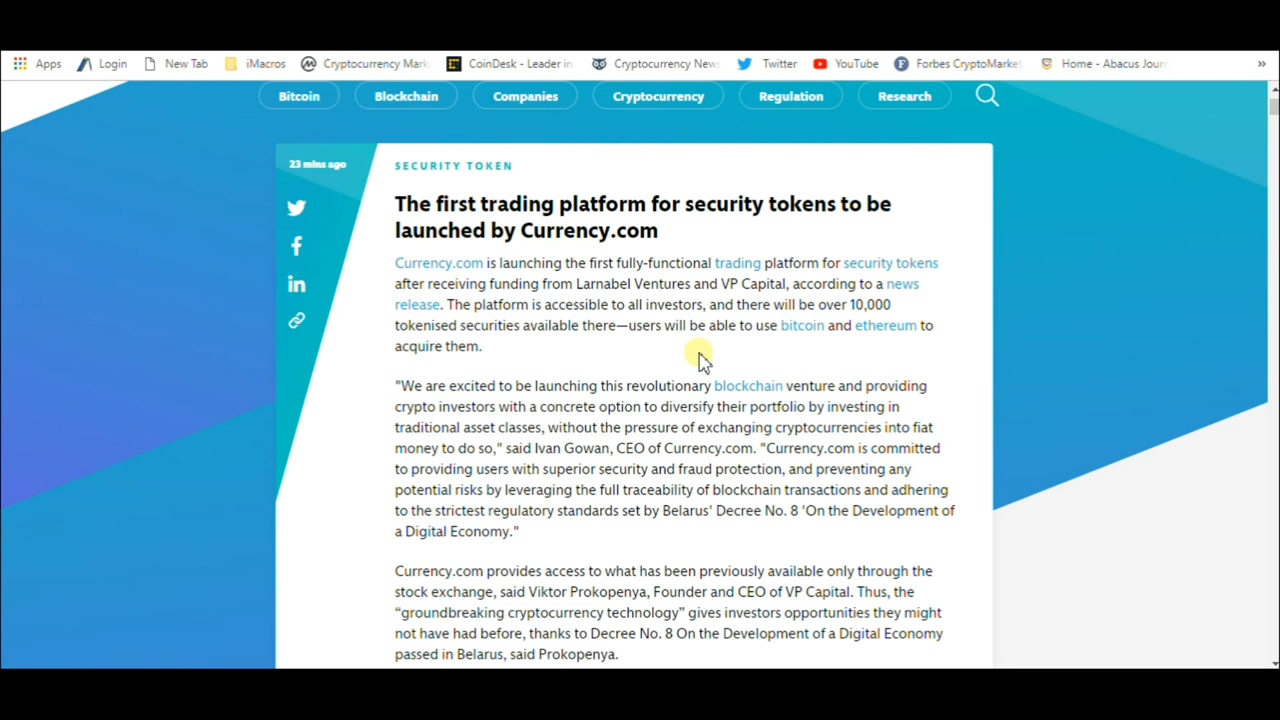 Apps Login New Tab iMacros Cryptocurrency Mark CoinDesk - Leader in Cryptocurrency News Twitter YouTube Forbes CryptoMarket Home - Abacus Jour »
Bitcoin Blockchain Companies Cryptocurrency Regulation Research
23 mins ago
SECURITY TOKEN
The first trading platform for security tokens to be
launched by Currency.com
Currency.com is launching the first fully-functional trading platform for security tokens
after receiving funding from Larnabel Ventures and VP Capital, according to a news
release. The platform is accessible to all investors, and there will be over 10,000
tokenised securities available there—users will be able to use bitcoin and ethereum to
acquire them.
"We are excited to be launching this revolutionary blockchain venture and providing
crypto investors with a concrete option to diversify their portfolio by investing in
traditional asset classes, without the pressure of exchanging cryptocurrencies into fiat
money to do so," said Ivan Gowan, CEO of Currency.com. "Currency.com is committed
to providing users with superior security and fraud protection, and preventing any
potential risks by leveraging the full traceability of blockchain transactions and adhering
to the strictest regulatory standards set by Belarus' Decree No. 8 'On the Development of
a Digital Economy."
Currency.com provides access to what has been previously available only through the
stock exchange, said Viktor Prokopenya, Founder and CEO of VP Capital. Thus, the
“groundbreaking cryptocurrency technology” gives investors opportunities they might
not have had before, thanks to Decree No. 8 On the Development of a Digital Economy
passed in Belarus, said Prokopenya.